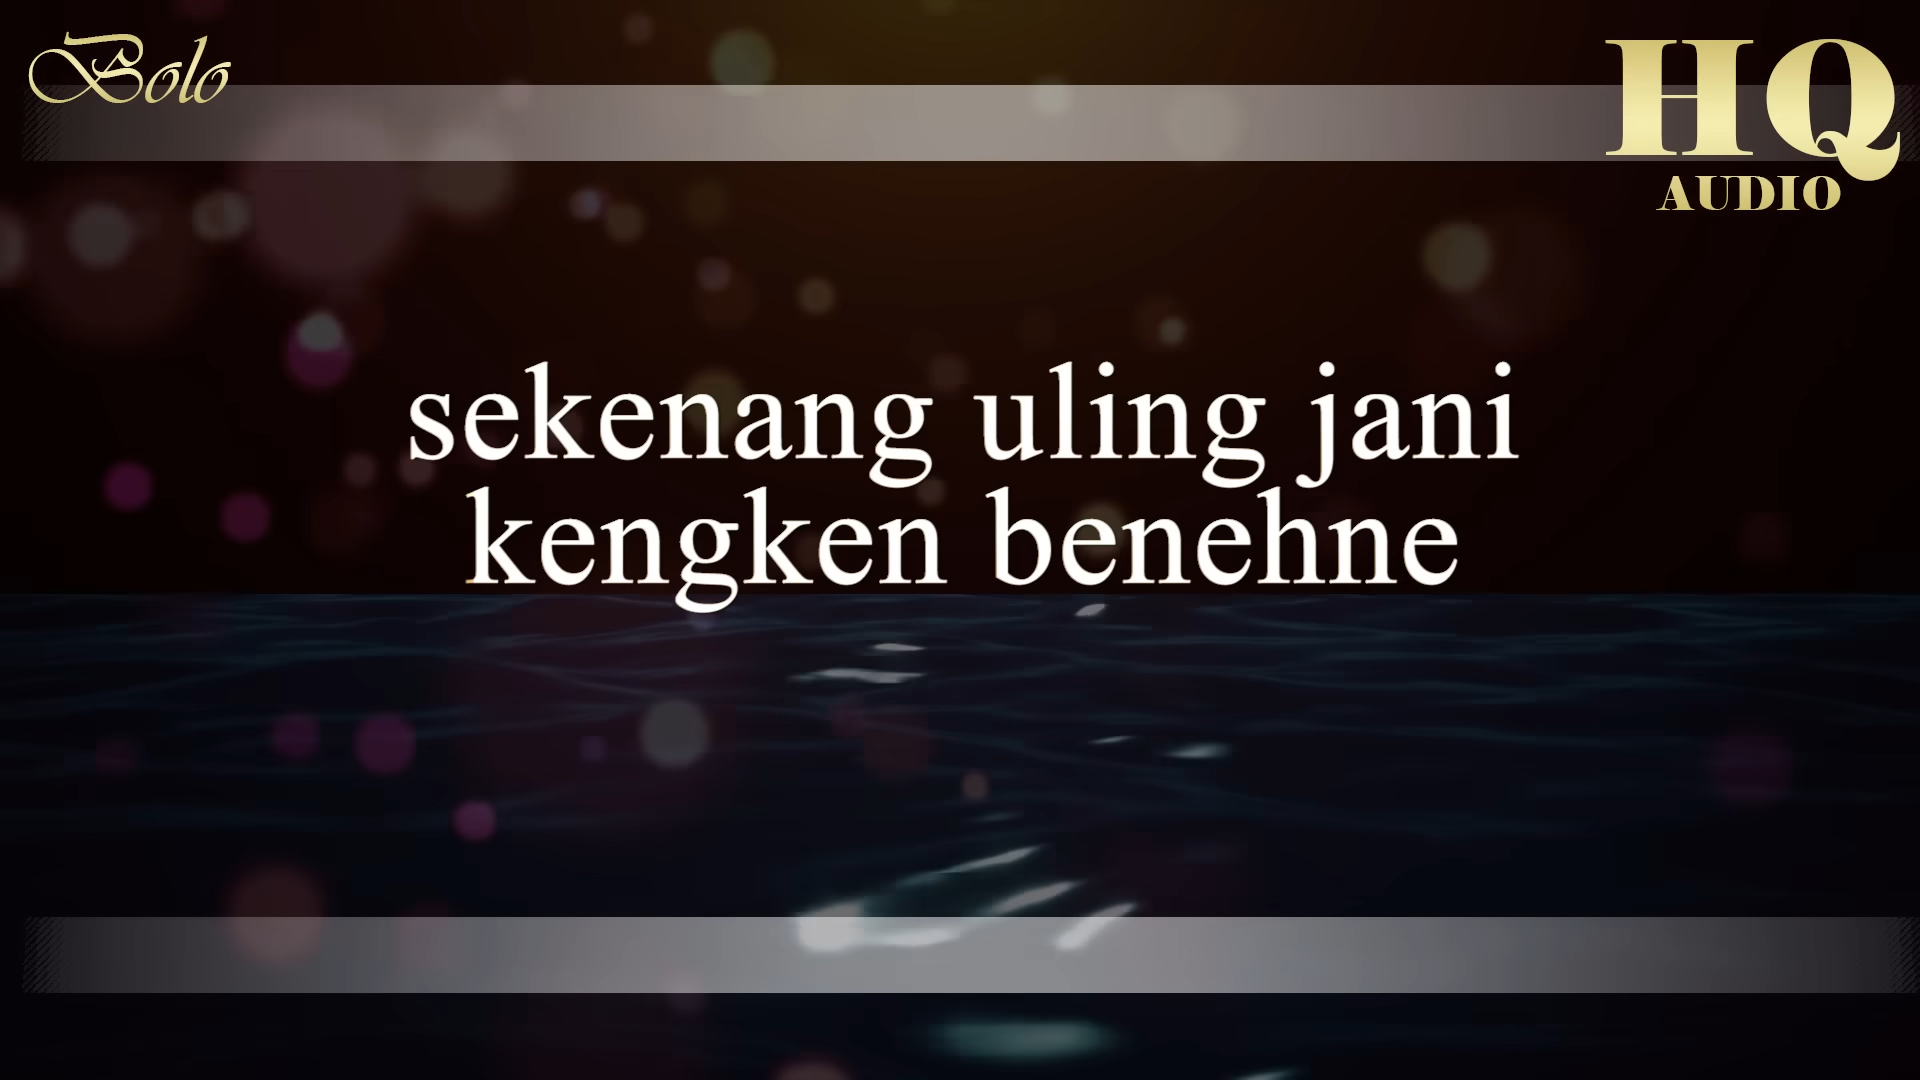 Bolo
HQ
AUDIO
sekenang uling jani
kengken benehne